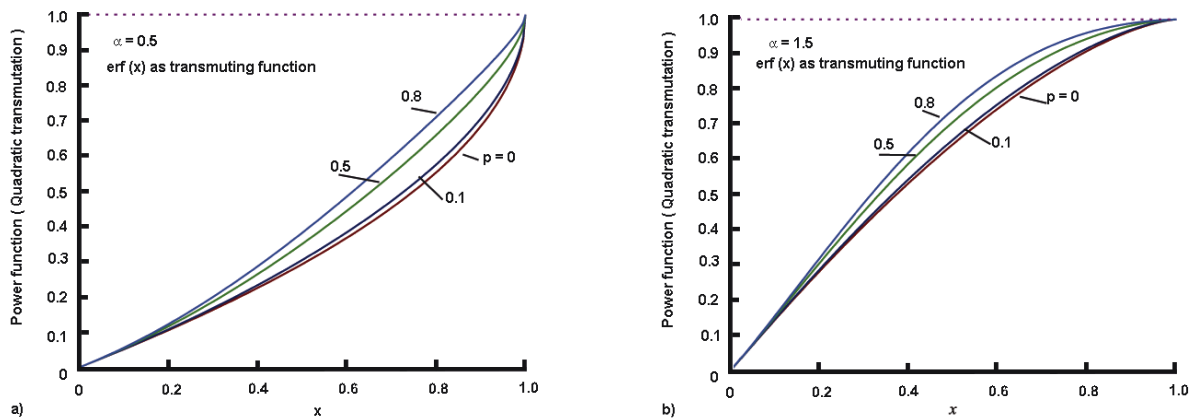 Power function ( Quadratic transmutation )
1.0
0.9
0.8
0.7
0.6
0.5
0.4
0.3
0.2
0.1
0
α = 0.5
erf (x) as transmuting function
0.8
0.5
p = 0
0.1
0 0.2 0.4 0.6 0.8 1.0
x
a)
Power function ( Quadratic transmutation )
1.0
0.9
0.8
0.7
0.6
0.5
0.4
0.3
0.2
0.1
0
α = 1.5
erf (x) as transmuting function
0.8
p = 0
0.5
0.1
0 0.2 0.4 0.6 0.8 1.0
x
b)